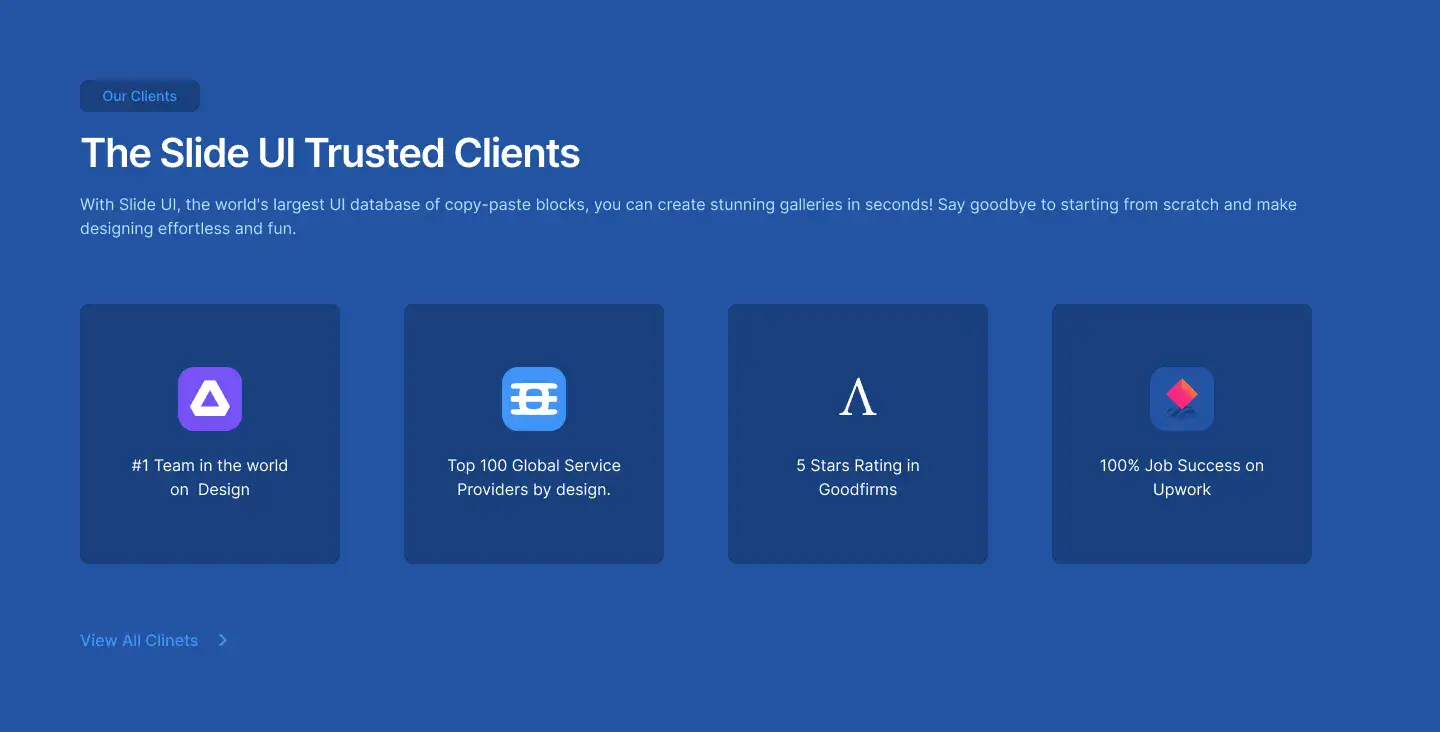 Our Clients
The Slide UI Trusted Clients
With Slide UI, the world's largest UI database of copy-paste blocks, you can create stunning galleries in seconds! Say goodbye to starting from scratch and make
designing effortless and fun.
#1 Team in the world
on  Design
Top 100 Global Service
Providers by design.
5 Stars Rating in
Goodfirms
100% Job Success on
Upwork
View All Clinets